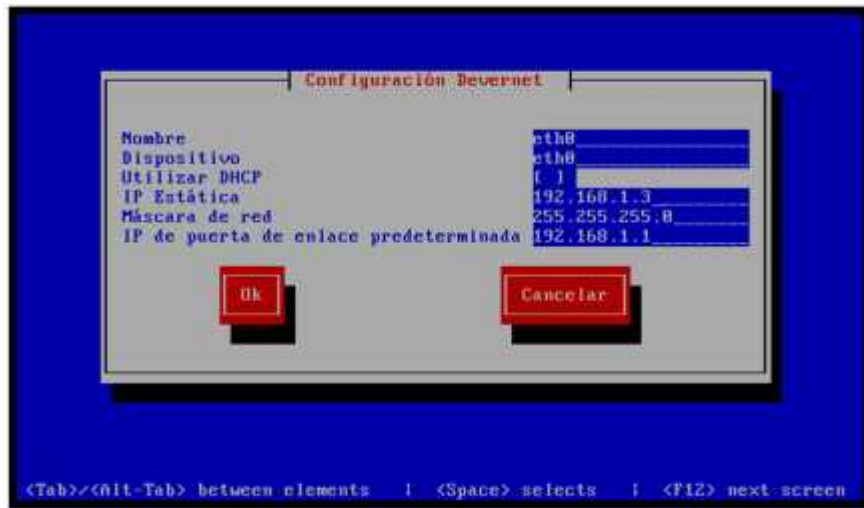 Configuración Devernet
Nombre eth0
Dispositivo eth0
Utilizar DHCP [ ]
IP Estática 192.168.1.3
Máscara de red 255.255.255.0
IP de puerta de enlace predeterminada 192.168.1.1
Ok Cancelar
<Tab>/<Alt-Tab> between elements | <Space> selects | <F12> next screen